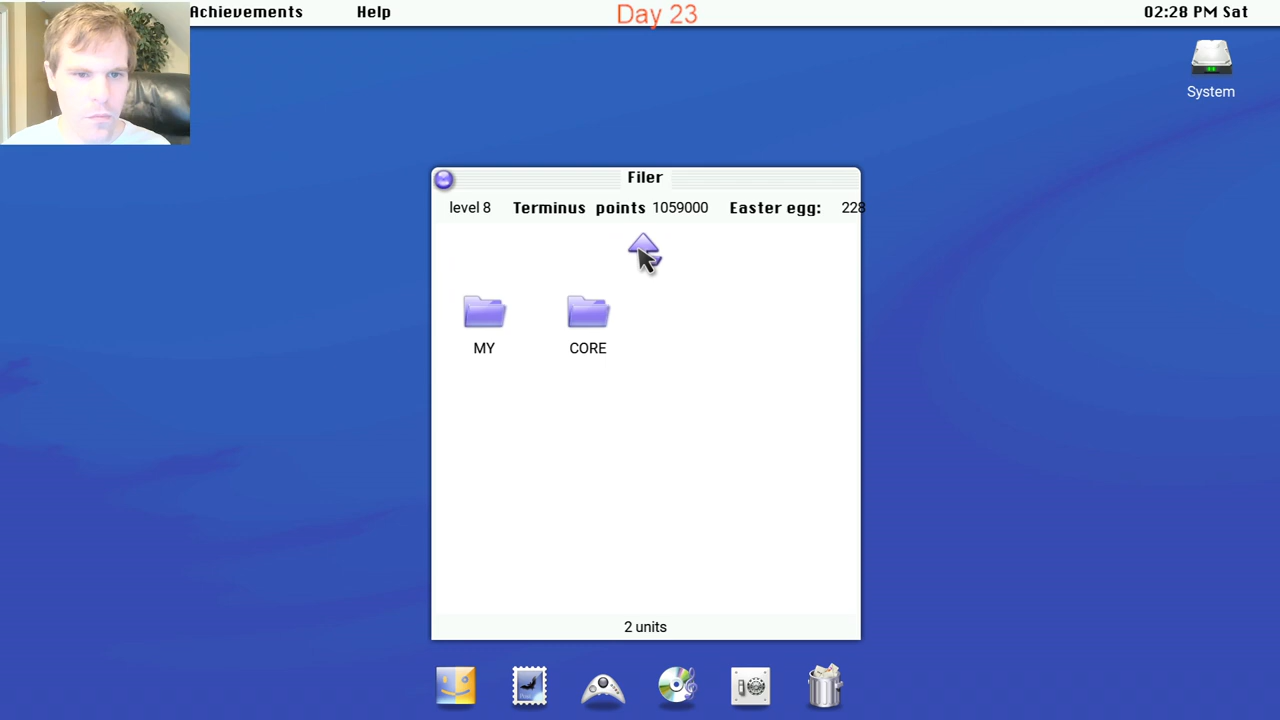 Achievements Help Day 23 02:28 PM Sat
System
Filer
level 8 Terminus points 1059000 Easter egg: 228
MY CORE
2 units